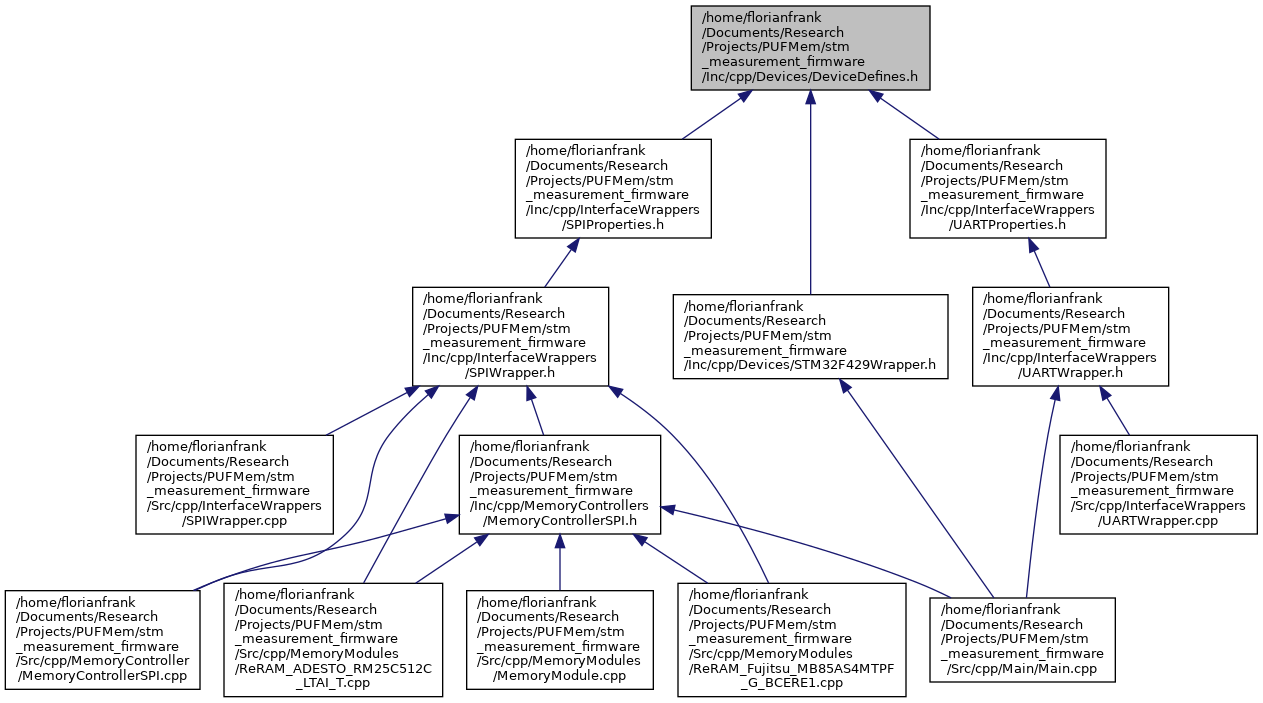 /home/florianfrank
/Documents/Research
/Projects/PUFMem/stm
_measurement_firmware
/Inc/cpp/Devices/DeviceDefines.h
/home/florianfrank
/Documents/Research
/Projects/PUFMem/stm
_measurement_firmware
/Inc/cpp/InterfaceWrappers
/SPIProperties.h
/home/florianfrank
/Documents/Research
/Projects/PUFMem/stm
_measurement_firmware
/Inc/cpp/InterfaceWrappers
/UARTProperties.h
/home/florianfrank
/Documents/Research
/Projects/PUFMem/stm
_measurement_firmware
/Inc/cpp/InterfaceWrappers
/SPIWrapper.h
/home/florianfrank
/Documents/Research
/Projects/PUFMem/stm
_measurement_firmware
/Inc/cpp/Devices/STM32F429Wrapper.h
/home/florianfrank
/Documents/Research
/Projects/PUFMem/stm
_measurement_firmware
/Inc/cpp/InterfaceWrappers
/UARTWrapper.h
/home/florianfrank
/Documents/Research
/Projects/PUFMem/stm
_measurement_firmware
/Src/cpp/InterfaceWrappers
/SPIWrapper.cpp
/home/florianfrank
/Documents/Research
/Projects/PUFMem/stm
_measurement_firmware
/Inc/cpp/MemoryControllers
/MemoryControllerSPI.h
/home/florianfrank
/Documents/Research
/Projects/PUFMem/stm
_measurement_firmware
/Src/cpp/InterfaceWrappers
/UARTWrapper.cpp
/home/florianfrank
/Documents/Research
/Projects/PUFMem/stm
_measurement_firmware
/Src/cpp/MemoryController
/MemoryControllerSPI.cpp
/home/florianfrank
/Documents/Research
/Projects/PUFMem/stm
_measurement_firmware
/Src/cpp/MemoryModules
/ReRAM_ADESTO_RM25C512C
_LTAI_T.cpp
/home/florianfrank
/Documents/Research
/Projects/PUFMem/stm
_measurement_firmware
/Src/cpp/MemoryModules
/MemoryModule.cpp
/home/florianfrank
/Documents/Research
/Projects/PUFMem/stm
_measurement_firmware
/Src/cpp/MemoryModules
/ReRAM_Fujitsu_MB85AS4MTPF
_G_BCERE1.cpp
/home/florianfrank
/Documents/Research
/Projects/PUFMem/stm
_measurement_firmware
/Src/cpp/Main/Main.cpp